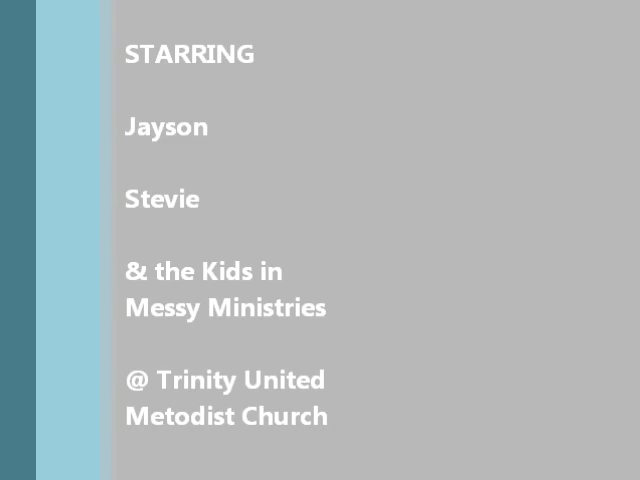 STARRING
Jayson
Stevie
& the Kids in
Messy Ministries
@ Trinity United
Metodist Church